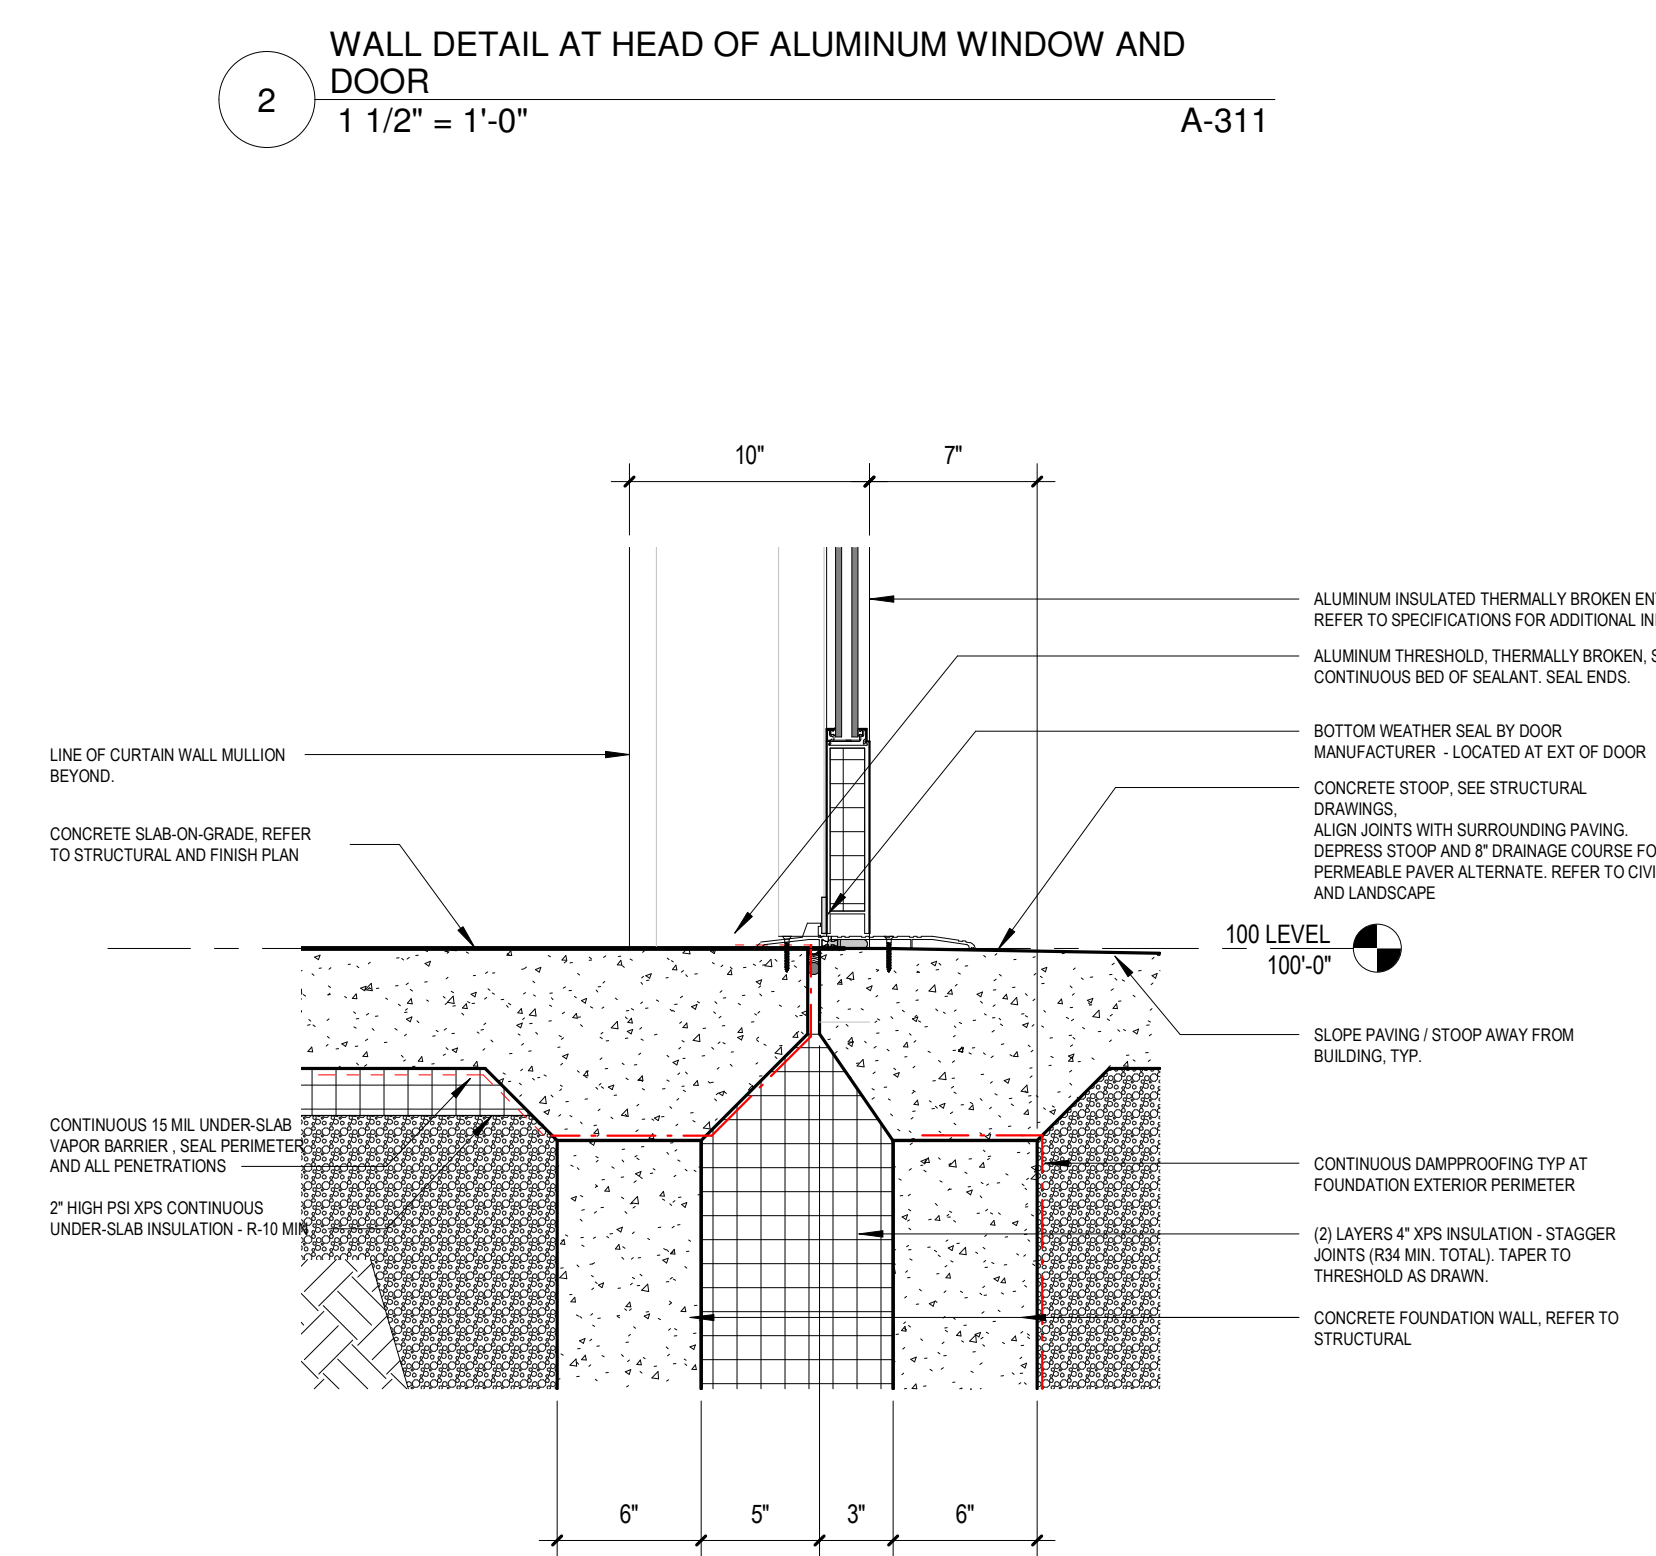 WALL DETAIL AT HEAD OF ALUMINUM WINDOW AND
DOOR
2
1 1/2" = 1'-0"
A-311
10"
7"
ALUMINUM INSULATED THERMALLY BROKEN
REFER TO SPECIFICATIONS FOR ADDITIONAL
ALUMINUM THRESHOLD, THERMALLY BROKEN,
CONTINUOUS BED OF SEALANT. SEAL ENDS.
BOTTOM WEATHER SEAL BY DOOR
MANUFACTURER - LOCATED AT EXT OF DOOR
LINE OF CURTAIN WALL MULLION
BEYOND.
CONCRETE STOOP, SEE STRUCTURAL
DRAWINGS,
ALIGN JOINTS WITH SURROUNDING PAVING.
DEPRESS STOOP AND 8" DRAINAGE COURSE
PERMEABLE PAVER ALTERNATE. REFER TO
AND LANDSCAPE
CONCRETE SLAB-ON-GRADE, REFER
TO STRUCTURAL AND FINISH PLAN
100 LEVEL
100'-0"
SLOPE PAVING / STOOP AWAY FROM
BUILDING, TYP.
CONTINUOUS 15 MIL UNDER-SLAB
VAPOR BARRIER , SEAL PERIMETER
AND ALL PENETRATIONS
2" HIGH PSI XPS CONTINUOUS
UNDER-SLAB INSULATION - R-10 MIN
CONTINUOUS DAMPPROOFING TYP AT
FOUNDATION EXTERIOR PERIMETER
(2) LAYERS 4" XPS INSULATION - STAGGER
JOINTS (R34 MIN. TOTAL). TAPER TO
THRESHOLD AS DRAWN.
CONCRETE FOUNDATION WALL, REFER TO
STRUCTURAL
6"
5"
3"
6"